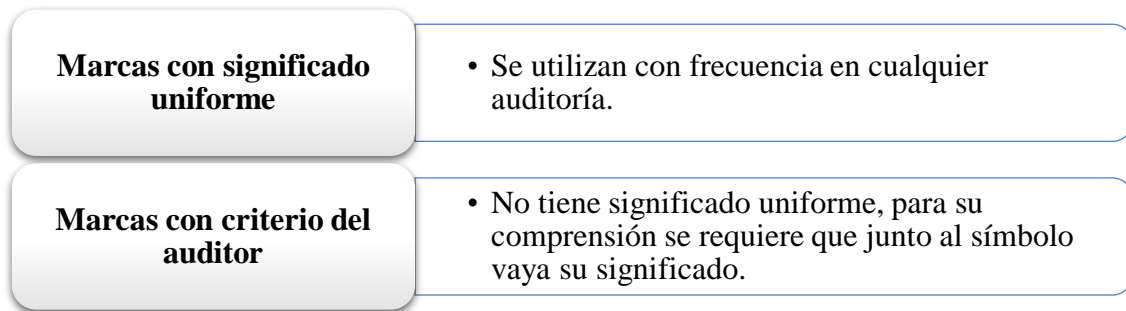 Marcas con significado
uniforme
• Se utilizan con frecuencia en cualquier
auditoría.
Marcas con criterio del
auditor
• No tiene significado uniforme, para su
comprensión se requiere que junto al símbolo
vaya su significado.